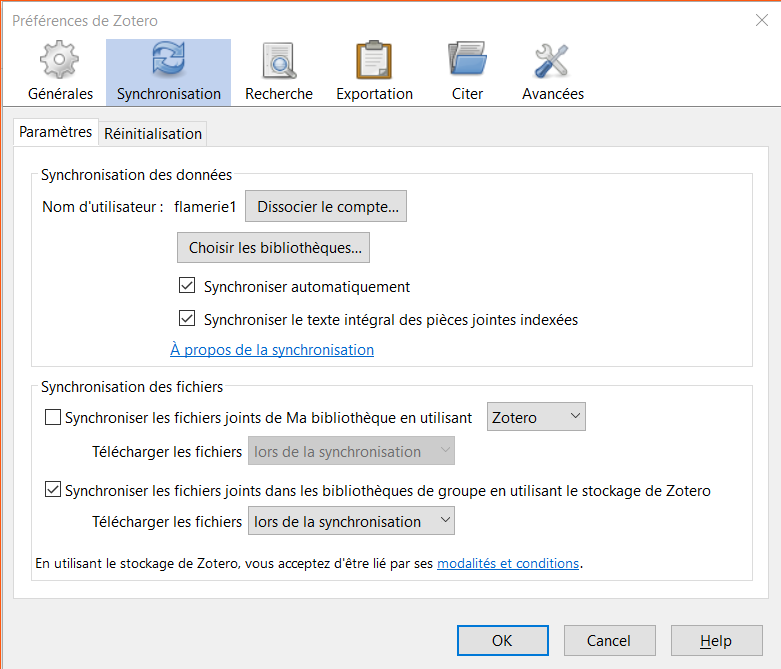 Préférences de Zotero
Générales Synchronisation Recherche Exportation Citer Avancées
Paramètres Réinitialisation
Synchronisation des données
Nom d'utilisateur : flamerie1 Dissocier le compte...
Choisir les bibliothèques...
Synchroniser automatiquement
Synchroniser le texte intégral des pièces jointes indexées
À propos de la synchronisation
Synchronisation des fichiers
Synchroniser les fichiers joints de Ma bibliothèque en utilisant Zotero
Télécharger les fichiers lors de la synchronisation
Synchroniser les fichiers joints dans les bibliothèques de groupe en utilisant le stockage de Zotero
Télécharger les fichiers lors de la synchronisation
En utilisant le stockage de Zotero, vous acceptez d'être lié par ses modalités et conditions.
OK Cancel Help